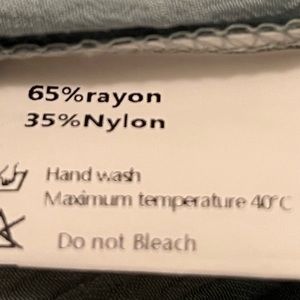 65%rayon
35%Nylon
Hand wash
Maximum temperature 40°C
Do not Bleach